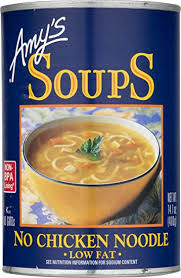 Amy's
SOUPS
NON-
BPA
Lining!
NO CHICKEN NOODLE
• LOW FAT •
SEE NUTRITION INFORMATION FOR SODIUM CONTENT